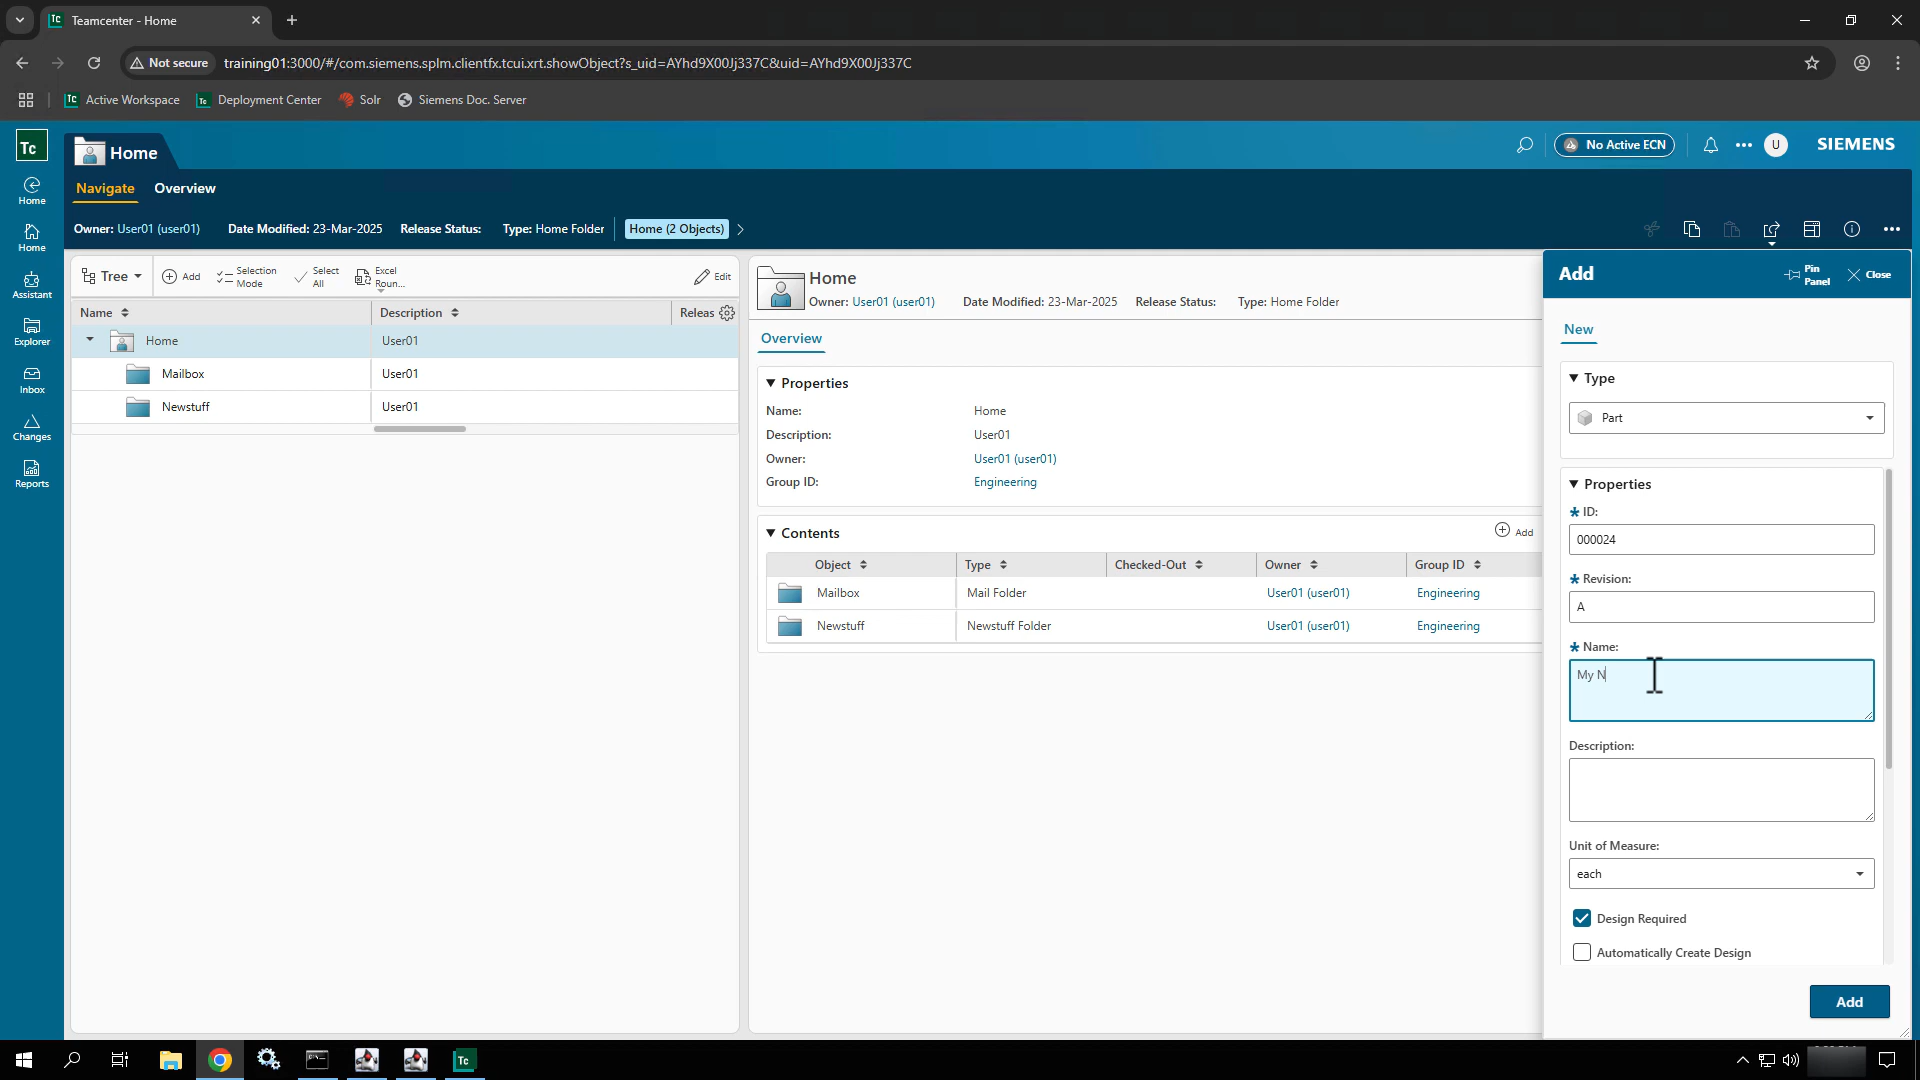 Tc Teamcenter - Home
Not secure training01:3000/#/com.siemens.splm.clientfx.tcui.xrt.showObject?s_uid=AYhd9X00Jj337C&uid=AYhd9X00Jj337C
Tc Active Workspace Tc Deployment Center Solr Siemens Doc. Server
Tc Home No Active ECN U SIEMENS
Navigate Overview
Owner: User01 (user01) Date Modified: 23-Mar-2025 Release Status: Type: Home Folder Home (2 Objects)
Home
Home
Assistant
Explorer
Inbox
Changes
Reports
Tree Add Selection Mode Select All Excel Roun... Edit
Name Description Releas
Home User01
Mailbox User01
Newstuff User01
Home
Owner: User01 (user01) Date Modified: 23-Mar-2025 Release Status: Type: Home Folder
Overview
Properties
Name: Home
Description: User01
Owner: User01 (user01)
Group ID: Engineering
Contents Add
Object Type Checked-Out Owner Group ID
Mailbox Mail Folder User01 (user01) Engineering
Newstuff Newstuff Folder User01 (user01) Engineering
Add Pin Panel Close
New
Type
Part
Properties
* ID:
000024
* Revision:
A
* Name:
My N
Description:
Unit of Measure:
each
Design Required
Automatically Create Design
Add
Tc